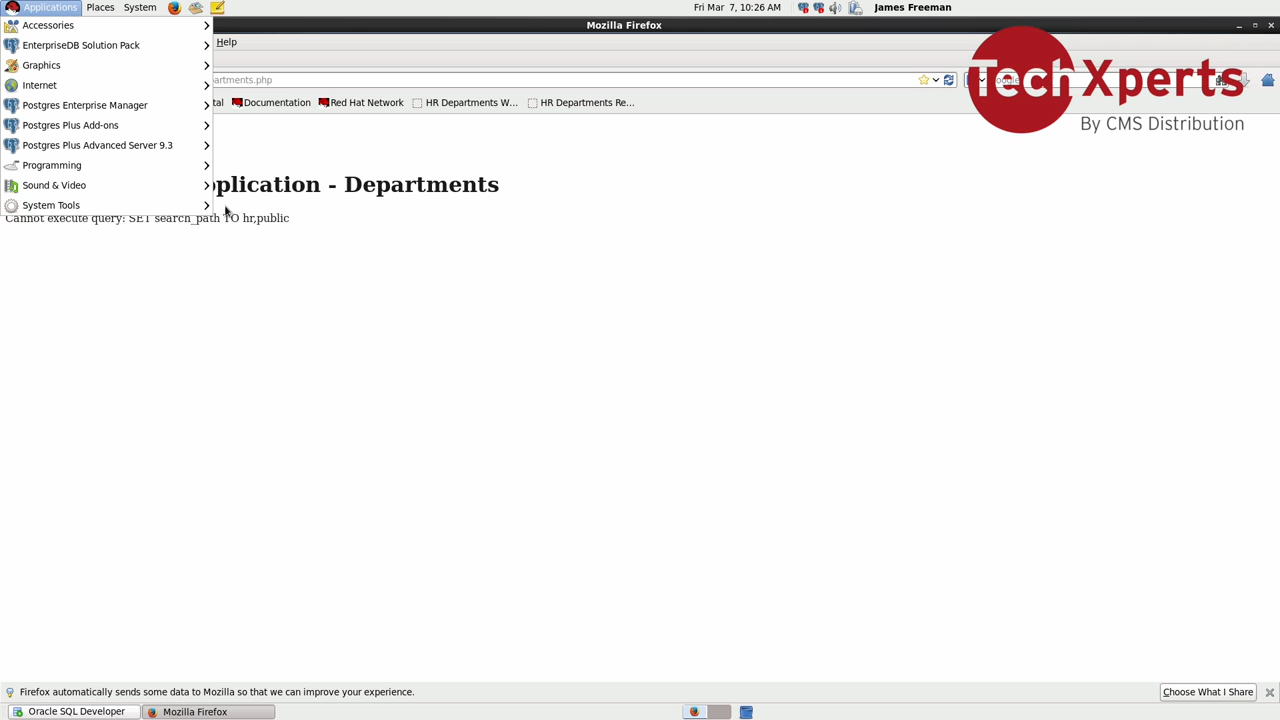 Applications Places System Fri Mar 7, 10:26 AM James Freeman
Mozilla Firefox
Accessories
EnterpriseDB Solution Pack
Graphics
Internet
Postgres Enterprise Manager
Postgres Plus Add-ons
Postgres Plus Advanced Server 9.3
Programming
Sound & Video
System Tools
Help
artments.php
tal Documentation Red Hat Network HR Departments W... HR Departments Re...
TechXperts
By CMS Distribution
plication - Departments
Cannot execute query: SET search_path TO hr,public
Firefox automatically sends some data to Mozilla so that we can improve your experience. Choose What I Share
Oracle SQL Developer Mozilla Firefox